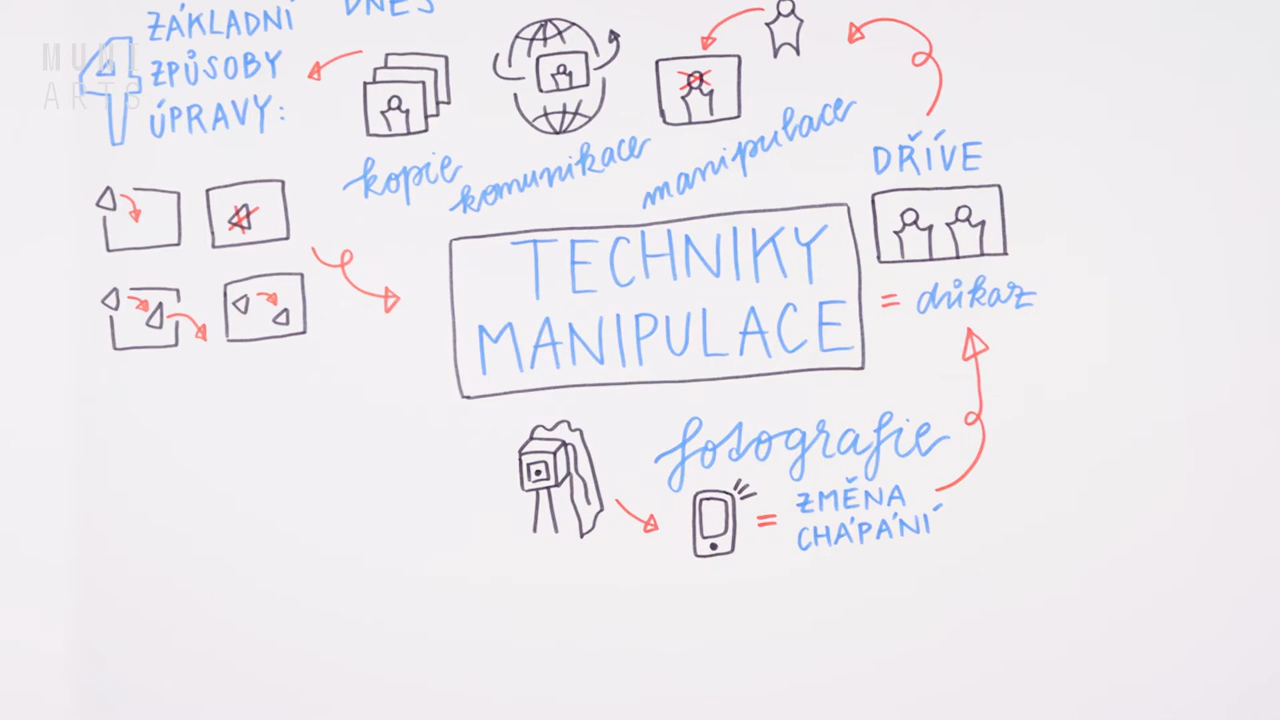 DNES
ZÁKLADNÍ
4 ZPŮSOBY
ÚPRAVY:
MUNI
ARTS
kopie
komunikace
manipulace
DŘÍVE
= důkaz
TECHNIKY
MANIPULACE
fotografie
= ZMĚNA
CHÁPÁNÍ